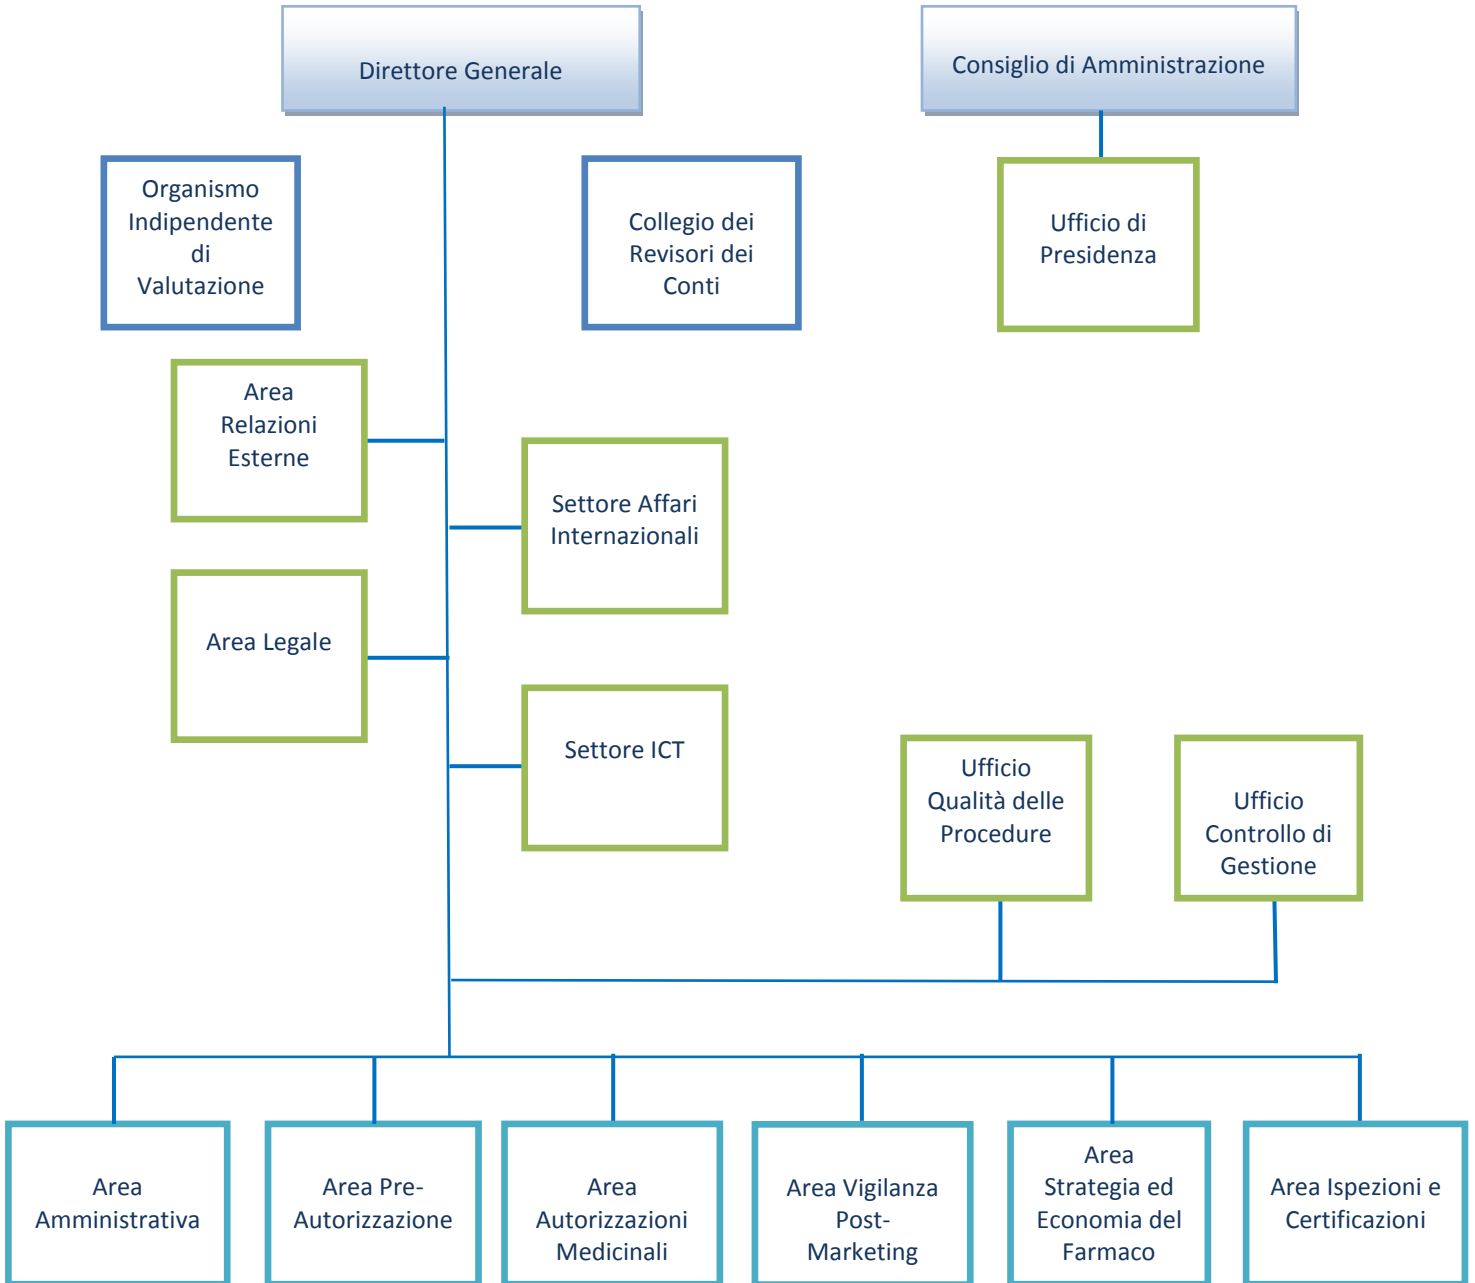 Direttore Generale
Consiglio di Amministrazione
Organismo
Indipendente
di
Valutazione
Collegio dei
Revisori dei
Conti
Ufficio di
Presidenza
Area
Relazioni
Esterne
Settore Affari
Internazionali
Area Legale
Settore ICT
Ufficio
Qualità delle
Procedure
Ufficio
Controllo di
Gestione
Area
Amministrativa
Area Pre-
Autorizzazione
Area
Autorizzazioni
Medicinali
Area Vigilanza
Post-
Marketing
Area
Strategia ed
Economia del
Farmaco
Area Ispezioni e
Certificazioni